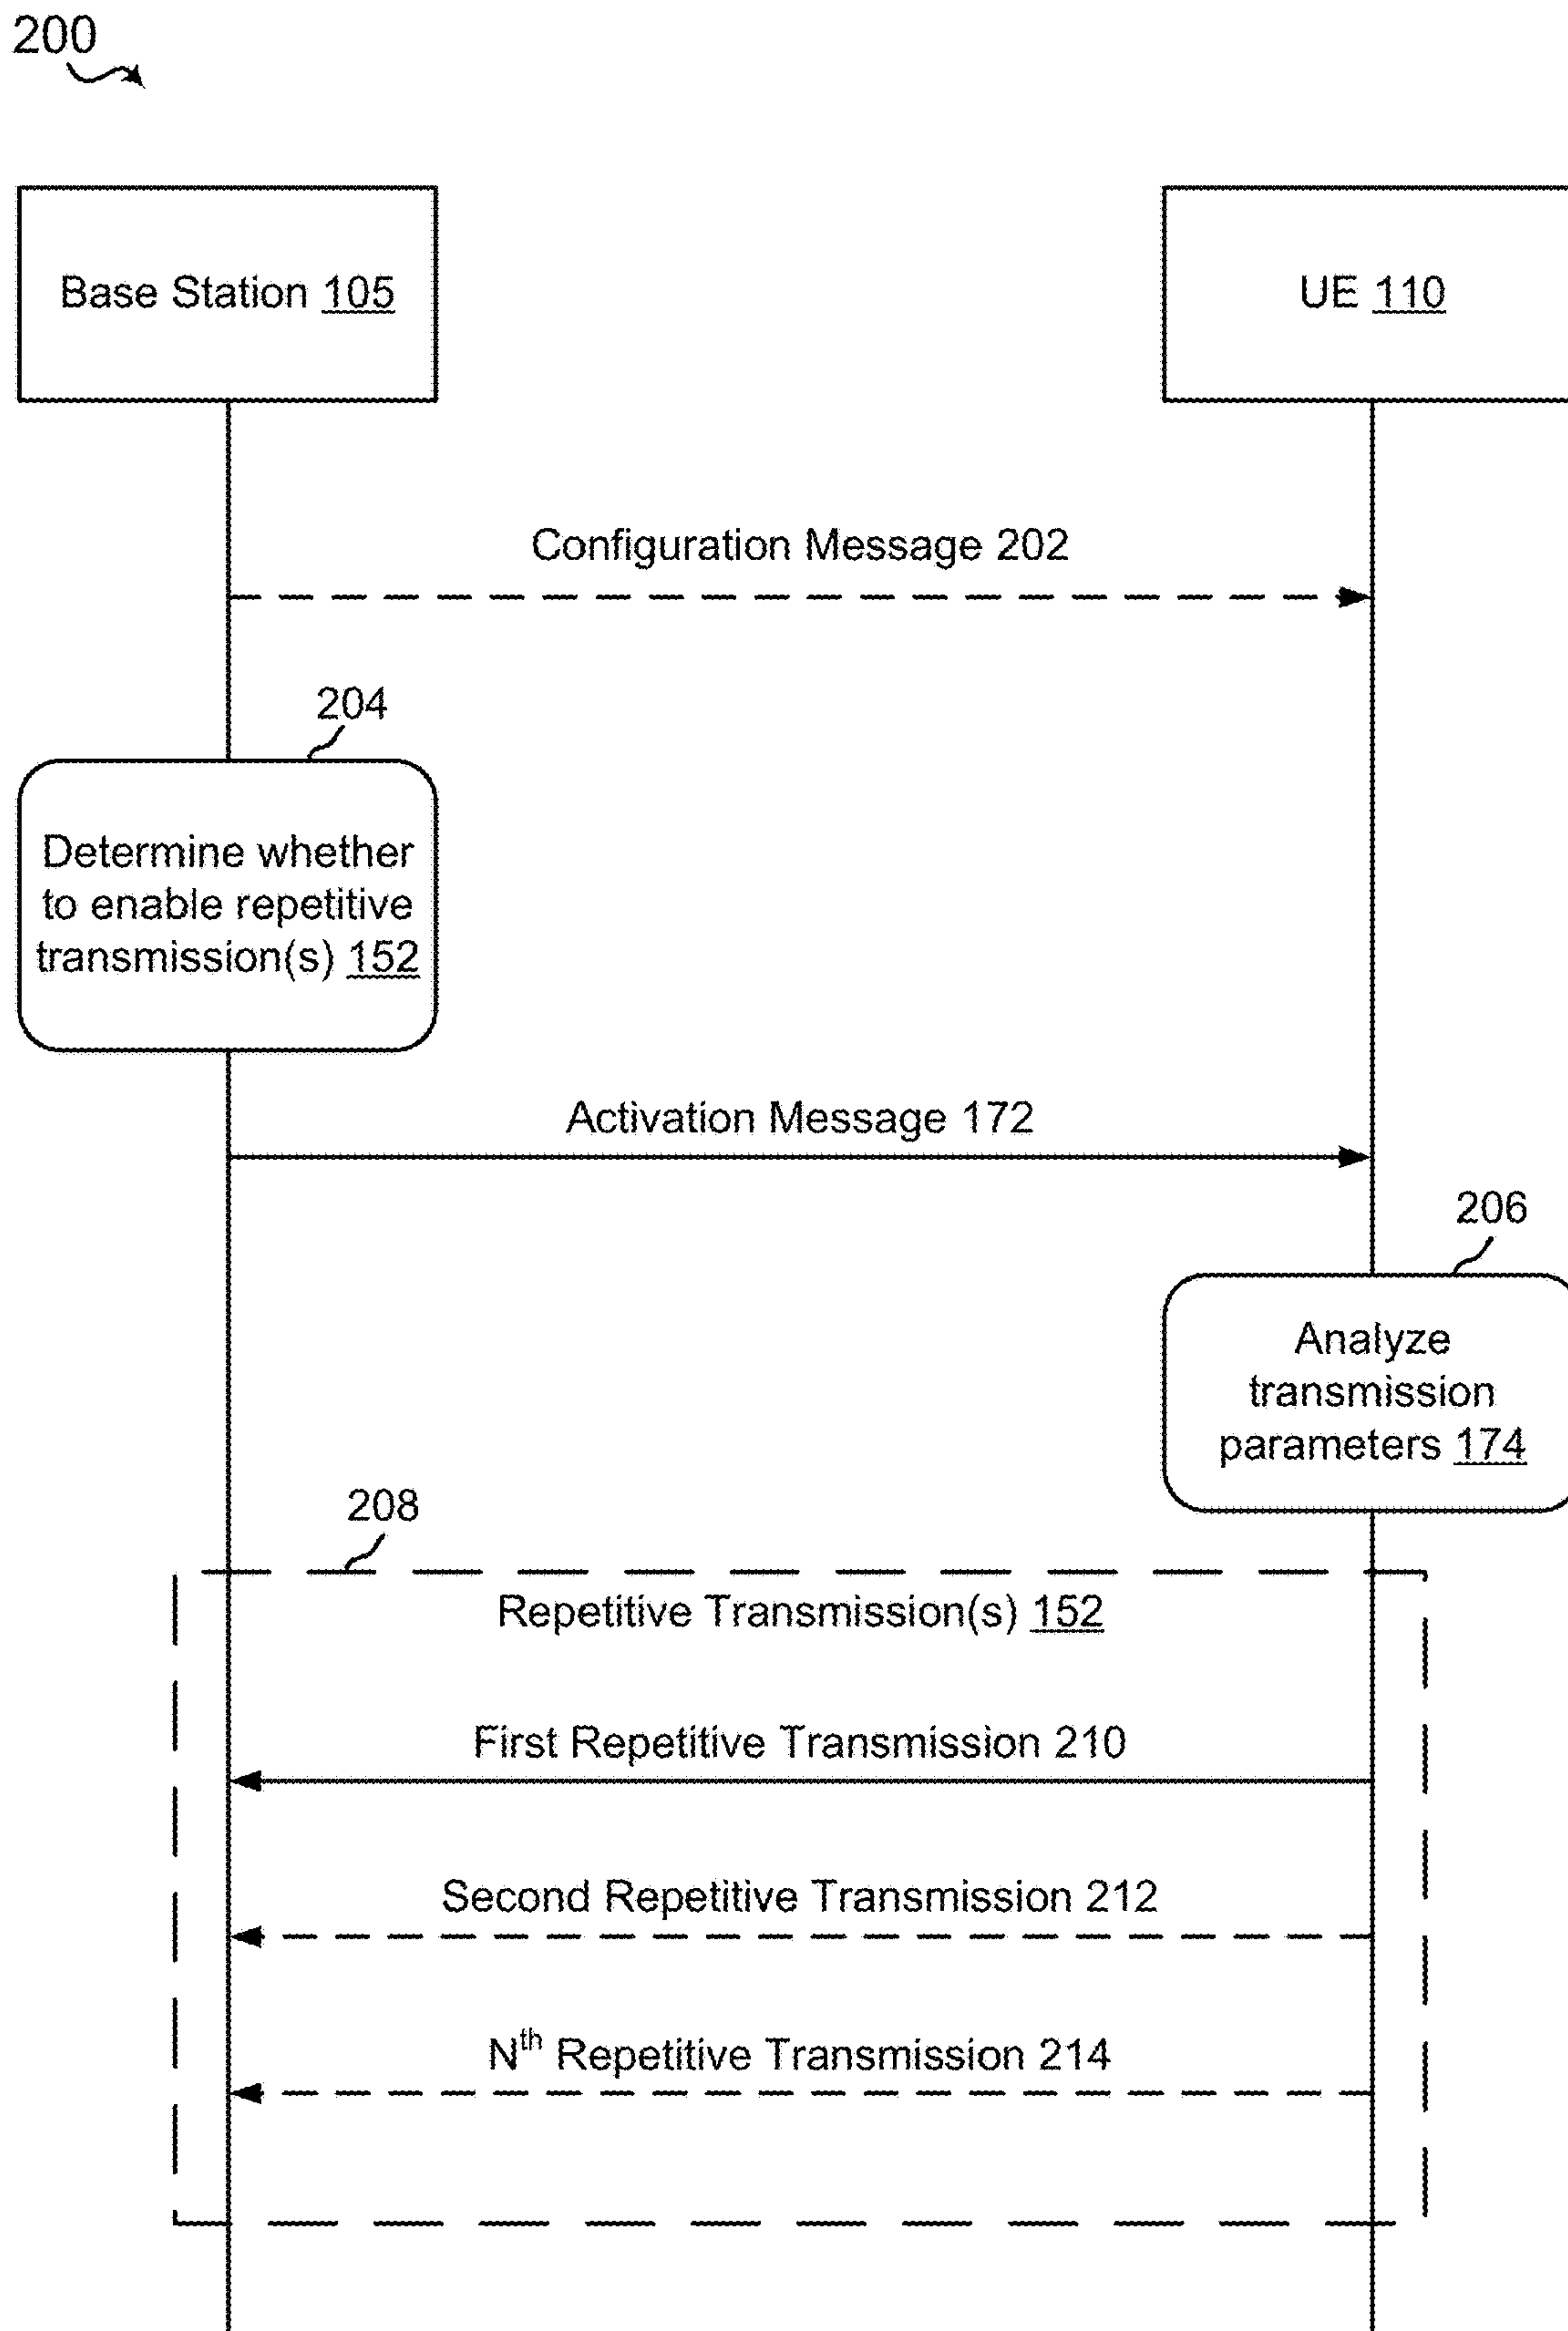 200
Base Station 105
UE 110
Configuration Message 202
204
Determine whether
to enable repetitive
transmission(s) 152
Activation Message 172
206
Analyze
transmission
parameters 174
208
Repetitive Transmission(s) 152
First Repetitive Transmission 210
Second Repetitive Transmission 212
Nth Repetitive Transmission 214